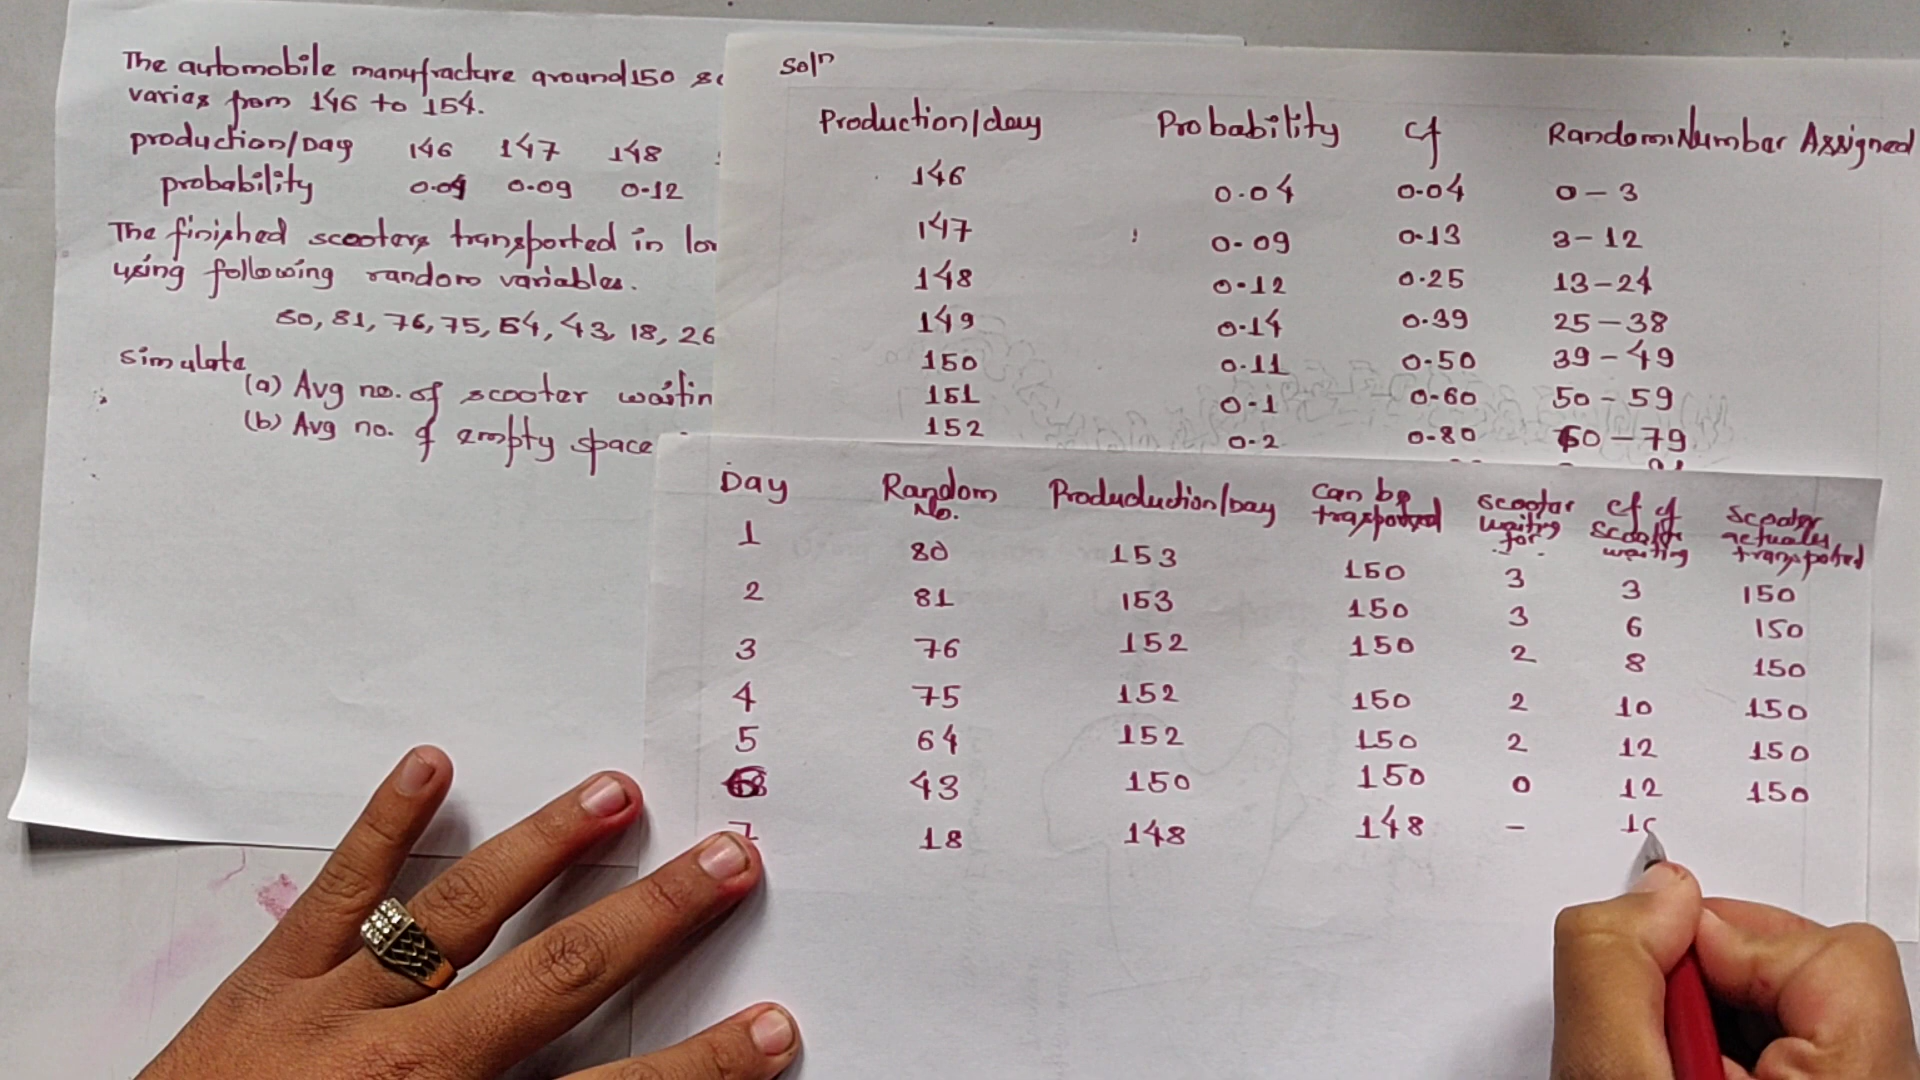 The automobile manufracture around 150
varies from 146 to 154.
production/Day 146 147 148
probability 0.04 0.09 0.12
The finished scooters transported in
using following random variables.
80, 81, 76, 75, 64, 43, 18, 26
simulate
(a) Avg no. of scooter waitin
(b) Avg no. of empty space
Solⁿ
Production/day Probability cf Random Number Assigned
146 0.04 0.04 0-3
147 0.09 0.13 3-12
148 0.12 0.25 13-24
149 0.14 0.39 25-38
150 0.11 0.50 39-49
151 0.1 0.60 50-59
152 0.2 0.80 60-79
Day Random No. Produduction/Day can be trasported scooter waiting for cf of scooter waiting scooter actually transpoted
1 80 153 150 3 3 150
2 81 153 150 3 6 150
3 76 152 150 2 8 150
4 75 152 150 2 10 150
5 64 152 150 2 12 150
43 150 150 0 12 150
7 18 148 148 - 1